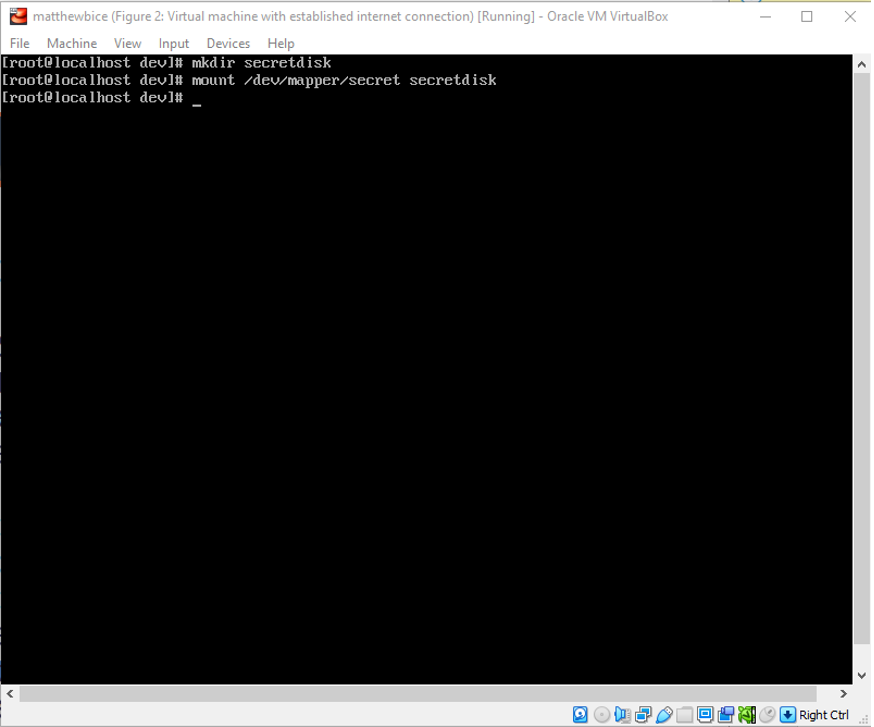 matthewbice (Figure 2: Virtual machine with established internet connection) [Running] - Oracle VM VirtualBox
File Machine View Input Devices Help
[root@localhost dev]# mkdir secretdisk
[root@localhost dev]# mount /dev/mapper/secret secretdisk
[root@localhost dev]# _
Right Ctrl